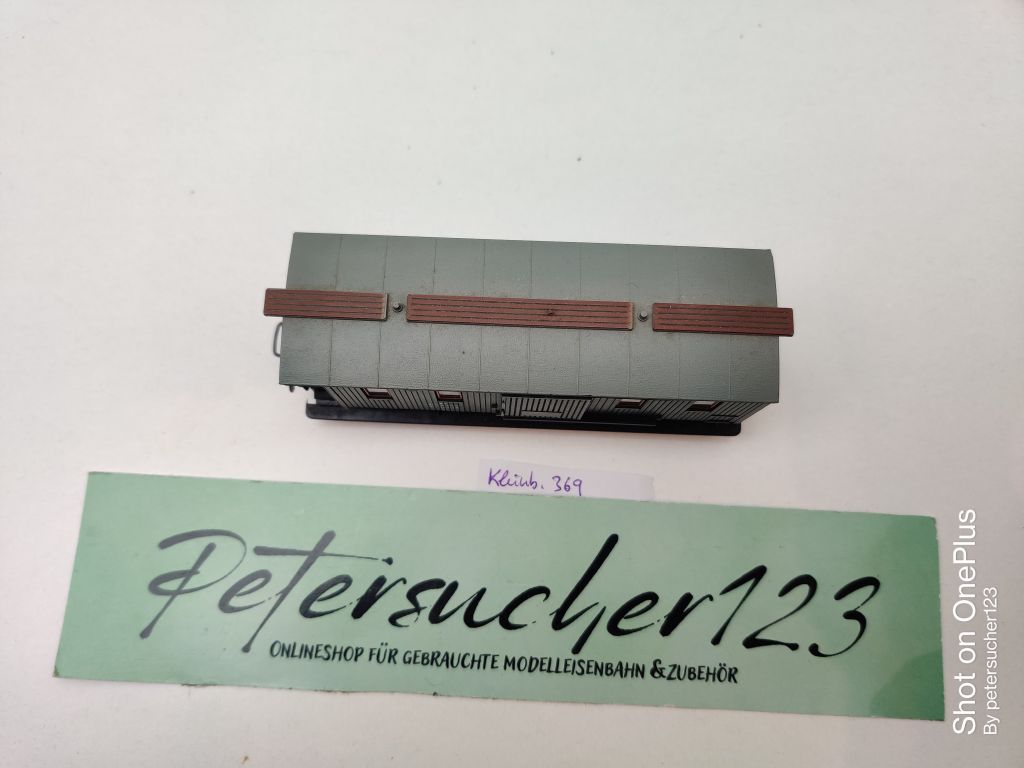 Kleinb. 369
Petersucher123
ONLINESHOP FÜR GEBRAUCHTE MODELLEISENBAHN &ZUBEHÖR
Shot on OnePlus
By petersucher123